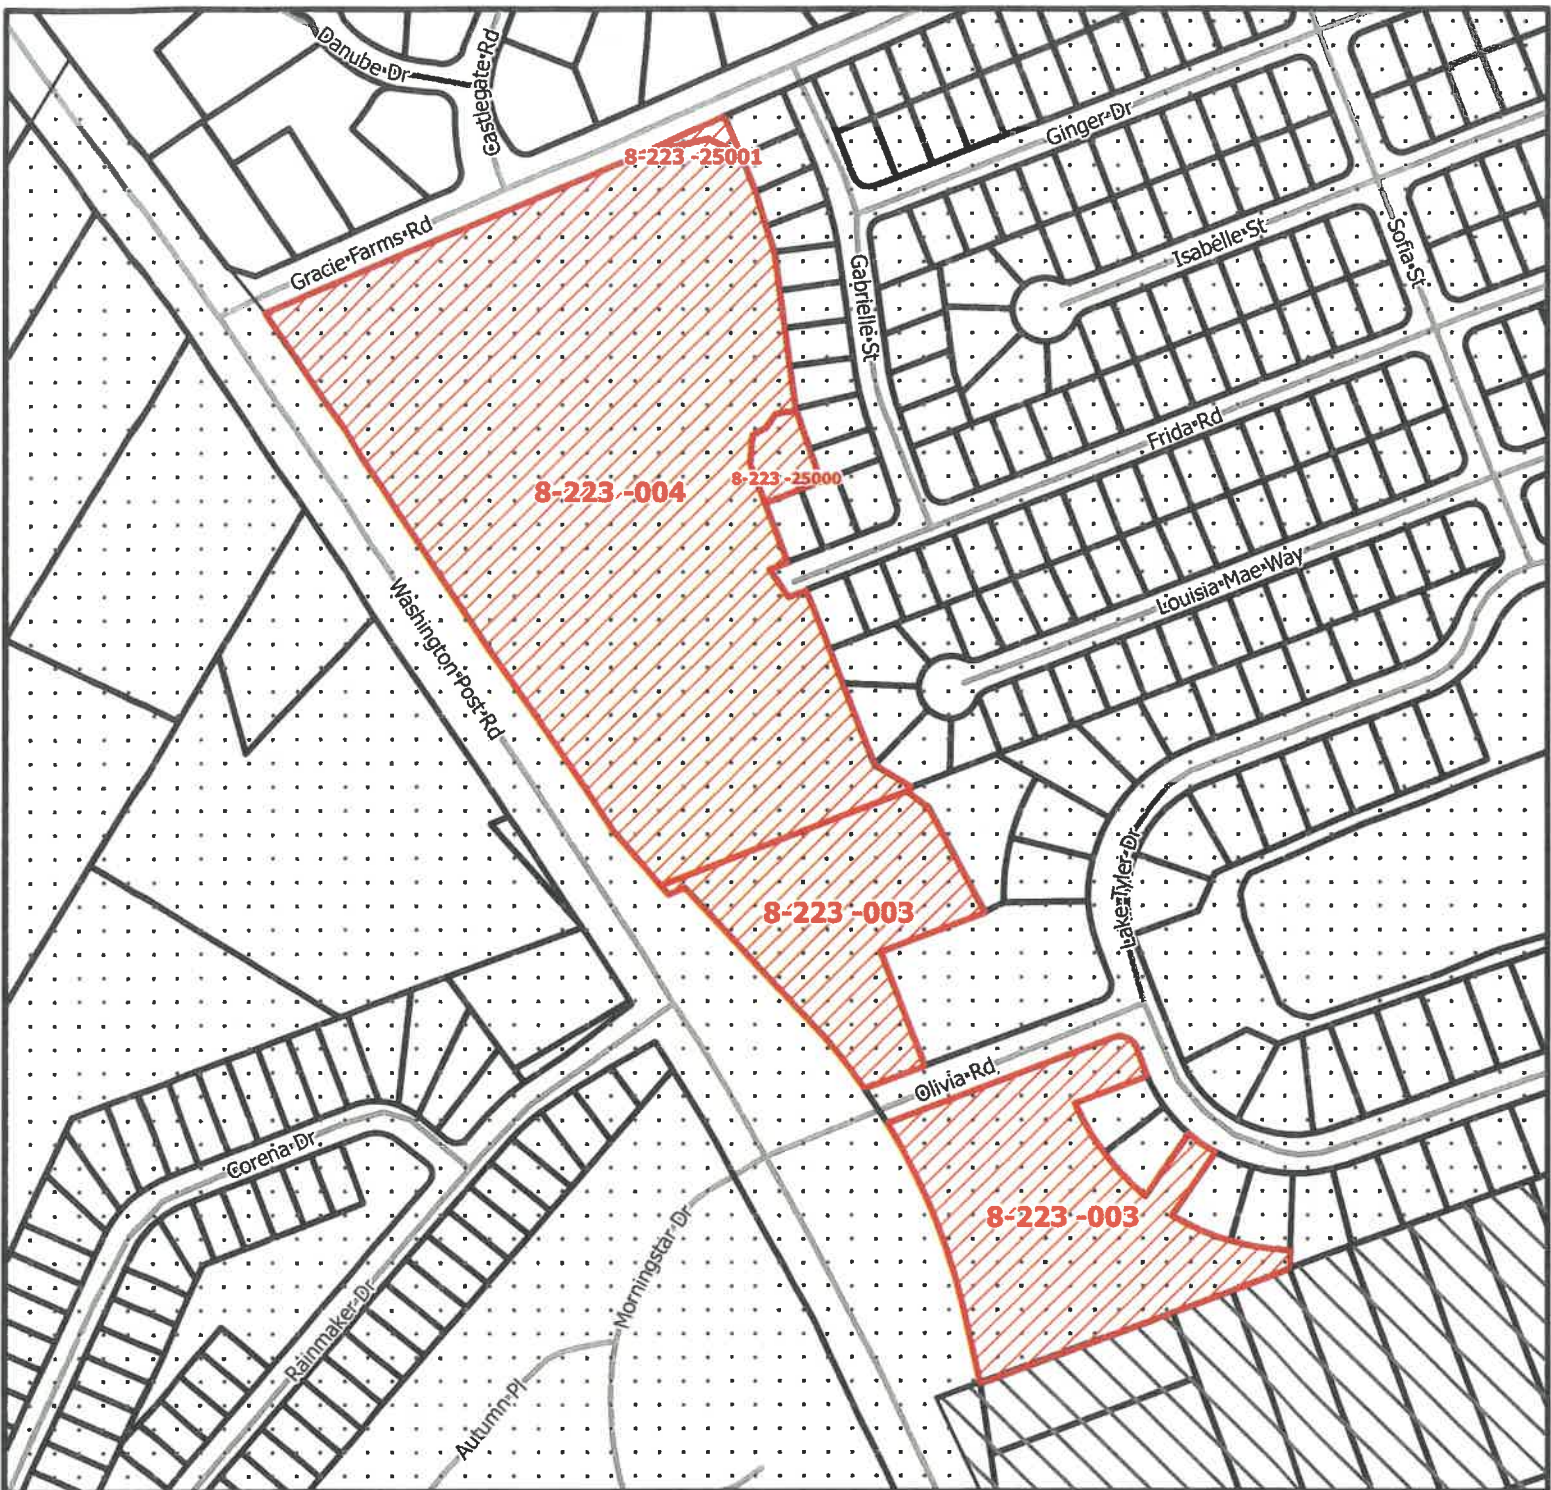 Danube Dr
Castlegate Rd
Ginger Dr
8-223 -25001
Gracie Farms Rd
Isabelle St
Sofia St
Gabrielle St
Frida Rd
8-223 -25000
8-223 -004
Louisia Mae Way
Washington Post Rd
Lake Tyler Dr
8-223 -003
Olivia Rd
Corena Dr
8-223 -003
Morningstar Dr
Rainmaker Dr
Autumn Pl